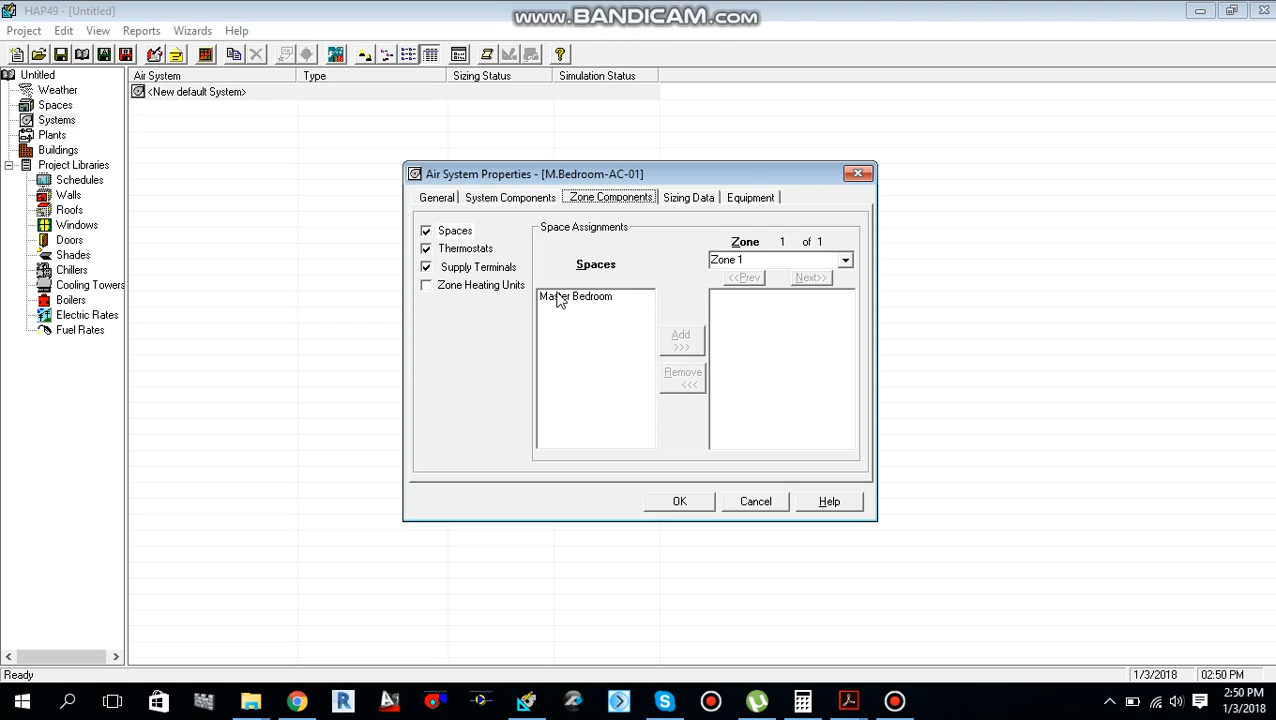 HAP49 - [Untitled]
www.BANDICAM.com
Project Edit View Reports Wizards Help
Untitled
Weather
Spaces
Systems
Plants
Buildings
Project Libraries
Schedules
Walls
Roofs
Windows
Doors
Shades
Chillers
Cooling Towers
Boilers
Electric Rates
Fuel Rates
Air System Type Sizing Status Simulation Status
<New default System>
Air System Properties - [M.Bedroom-AC-01]
General System Components Zone Components Sizing Data Equipment
Spaces
Thermostats
Supply Terminals
Zone Heating Units
Space Assignments
Spaces
Master Bedroom
Zone 1 of 1
Zone 1
<<Prev Next>>
Add
>>>
Remove
<<<
OK Cancel Help
Ready
1/3/2018 02:50 PM
2:50 PM
1/3/2018